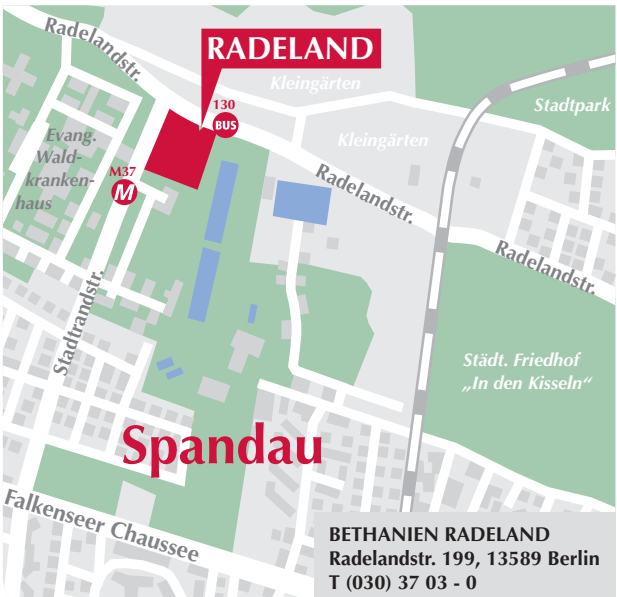 Radelandstr.
RADELAND
Kleingärten
130
BUS
Stadtpark
Kleingärten
Evang.
Wald-
kranken-
haus
M37
M
Radelandstr.
Radelandstr.
Stadtrandstr.
Städt. Friedhof
„In den Kisseln“
Spandau
Falkenseer Chaussee
BETHANIEN RADELAND
Radelandstr. 199, 13589 Berlin
T (030) 37 03 - 0